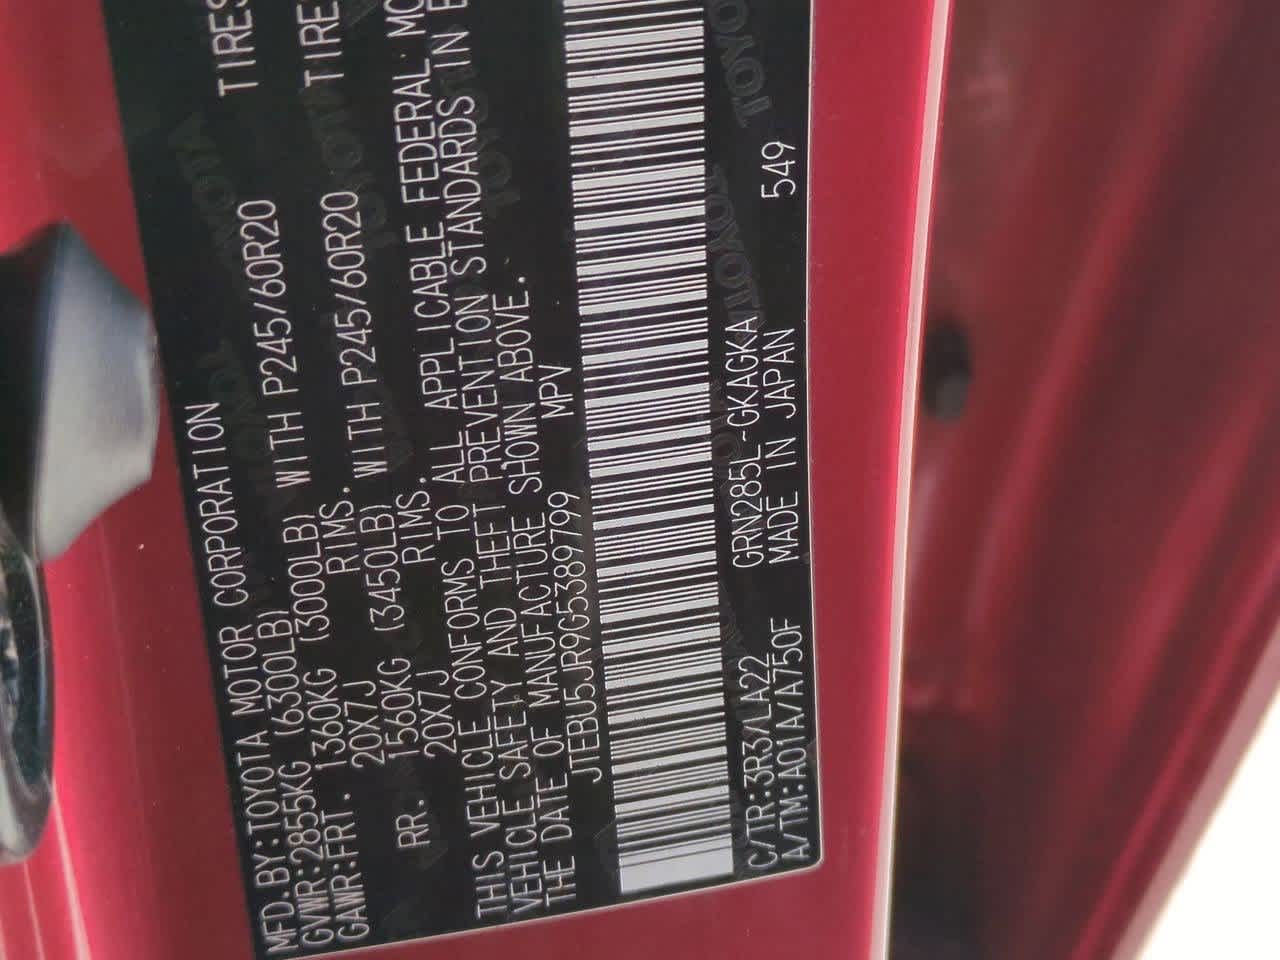 MFD.BY:TOYOTA MOTOR CORPORATION
GVWR:2855KG (6300LB)
GAWR:FRT. 1360KG (3000LB) WITH P245/60R20 TIRES
20X7J RIMS.
RR. 1560KG (3450LB) WITH P245/60R20 TIRE
20X7J RIMS.
THIS VEHICLE CONFORMS TO ALL APPLICABLE FEDERAL MO
VEHICLE SAFETY AND THEFT PREVENTION STANDARDS IN E
THE DATE OF MANUFACTURE SHOWN ABOVE.
JTEBU5JR9G5389799 MPV
C/TR:3R3/LA22 GRN285L-GKAGKA 549
A/TM:A01A/A750F MADE IN JAPAN